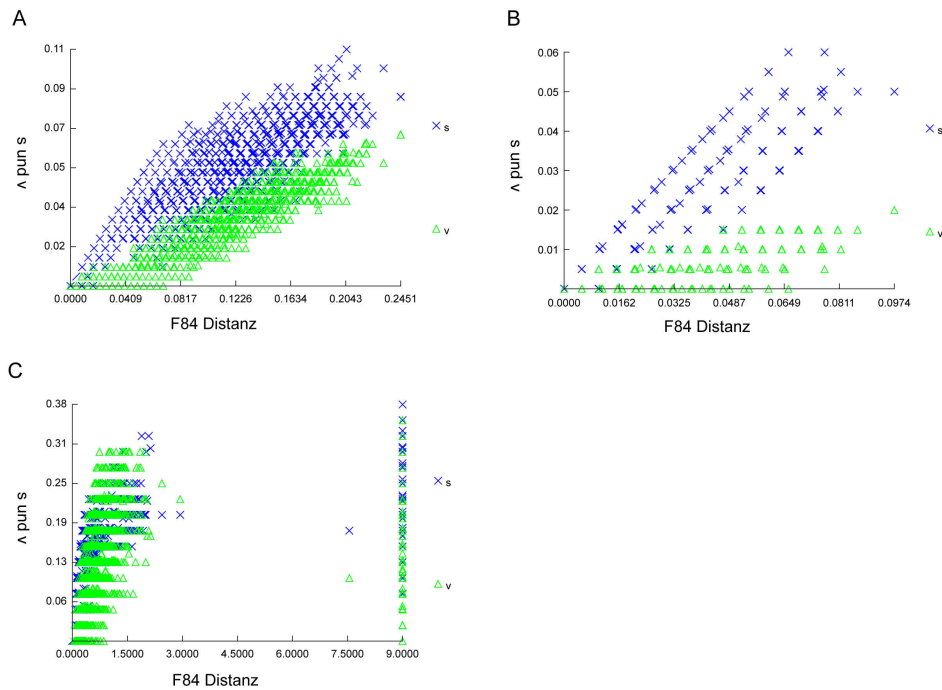 A
0.11
0.09
0.07
0.04
0.02
s und v
0.0000 0.0409 0.0817 0.1226 0.1634 0.2043 0.2451
F84 Distanz
s
v
B
0.06
0.05
0.04
0.03
0.02
0.01
s und v
0.0000 0.0162 0.0325 0.0487 0.0649 0.0811 0.0974
F84 Distanz
s
v
C
0.38
0.31
0.25
0.19
0.13
0.06
s und v
0.0000 1.5000 3.0000 4.5000 6.0000 7.5000 9.0000
F84 Distanz
s
v